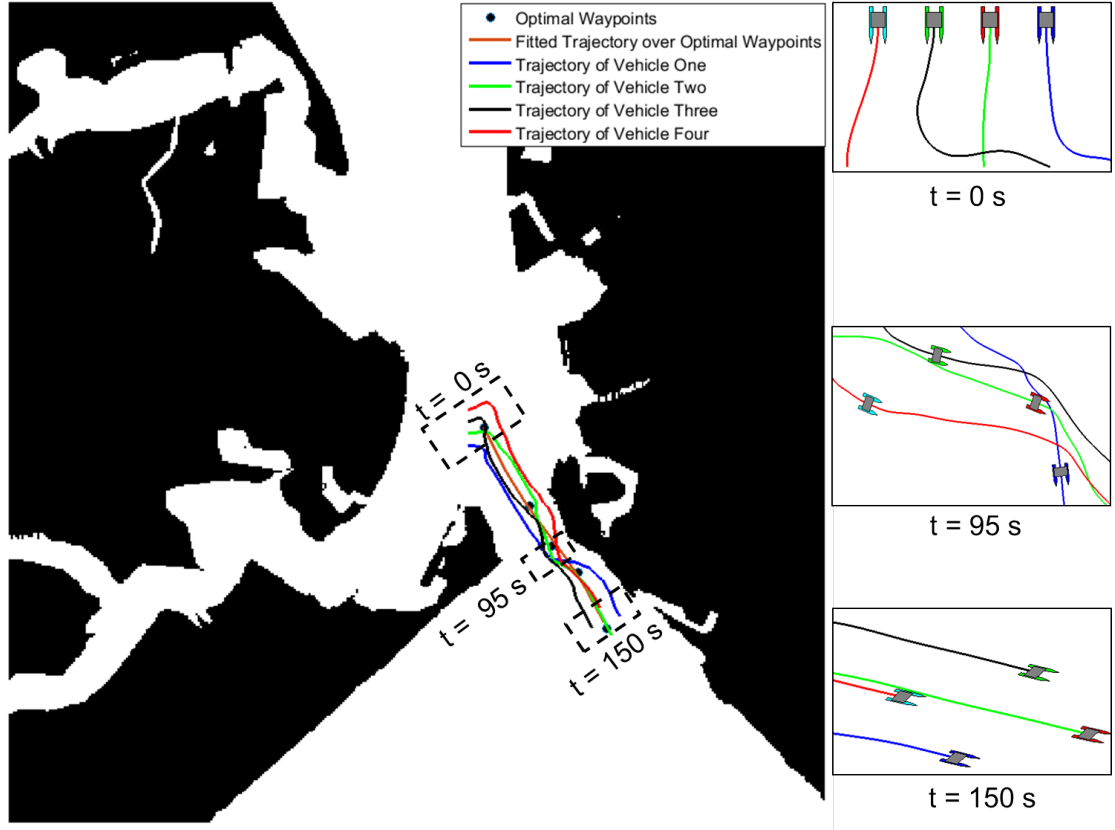 Optimal Waypoints
Fitted Trajectory over Optimal Waypoints
Trajectory of Vehicle One
Trajectory of Vehicle Two
Trajectory of Vehicle Three
Trajectory of Vehicle Four
t = 0 s
t = 0 s
t = 95 s
t = 95 s
t = 150 s
t = 150 s